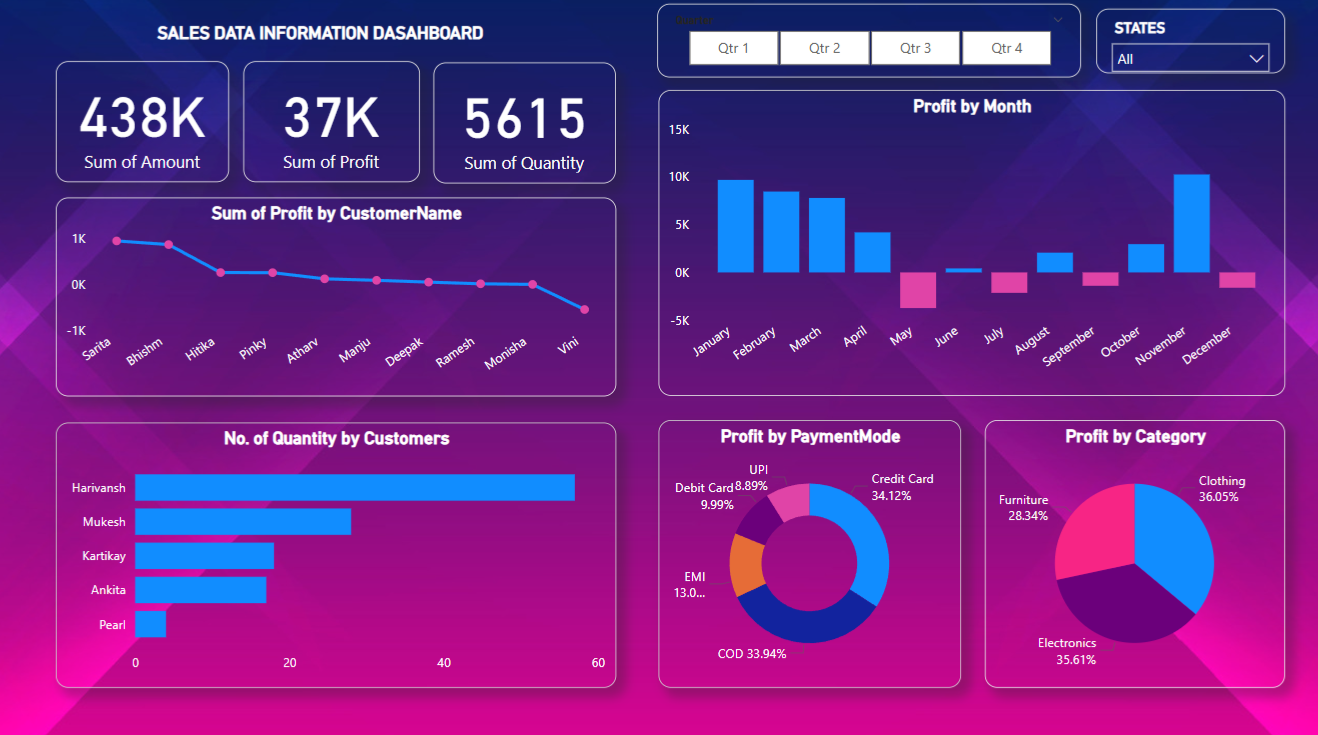 SALES DATA INFORMATION DASAHBOARD
438K
Sum of Amount
37K
Sum of Profit
5615
Sum of Quantity
Quarter
Qtr 1
Qtr 2
Qtr 3
Qtr 4
STATES
All
Sum of Profit by CustomerName
1K
0K
-1K
Sarita
Bhishm
Hitika
Pinky
Atharv
Manju
Deepak
Ramesh
Monisha
Vini
Profit by Month
15K
10K
5K
0K
-5K
January
February
March
April
May
June
July
August
September
October
November
December
No. of Quantity by Customers
Harivansh
Mukesh
Kartikay
Ankita
Pearl
0
20
40
60
Profit by PaymentMode
UPI
8.89%
Debit Card
9.99%
EMI
13.0...
COD 33.94%
Credit Card
34.12%
Profit by Category
Clothing
36.05%
Furniture
28.34%
Electronics
35.61%